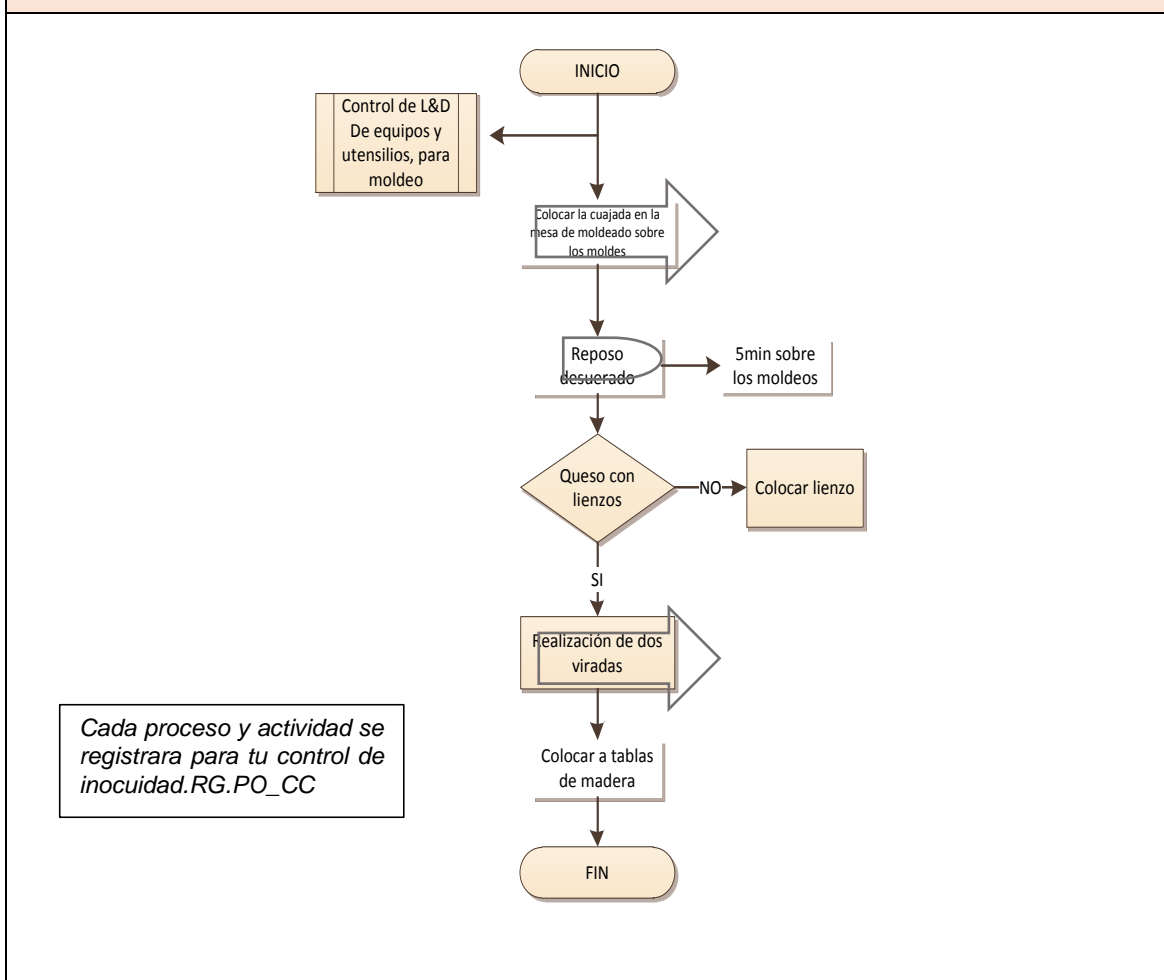 INICIO
Control de L&D
De equipos y
utensilios, para
moldeo
Colocar la cuajada en la
mesa de moldeado sobre
los moldes
Reposo
desuerado
5min sobre
los moldeos
Queso con
lienzos
NO
Colocar lienzo
SI
Realización de dos
viradas
Cada proceso y actividad se
registrara para tu control de
inocuidad.RG.PO_CC
Colocar a tablas
de madera
FIN